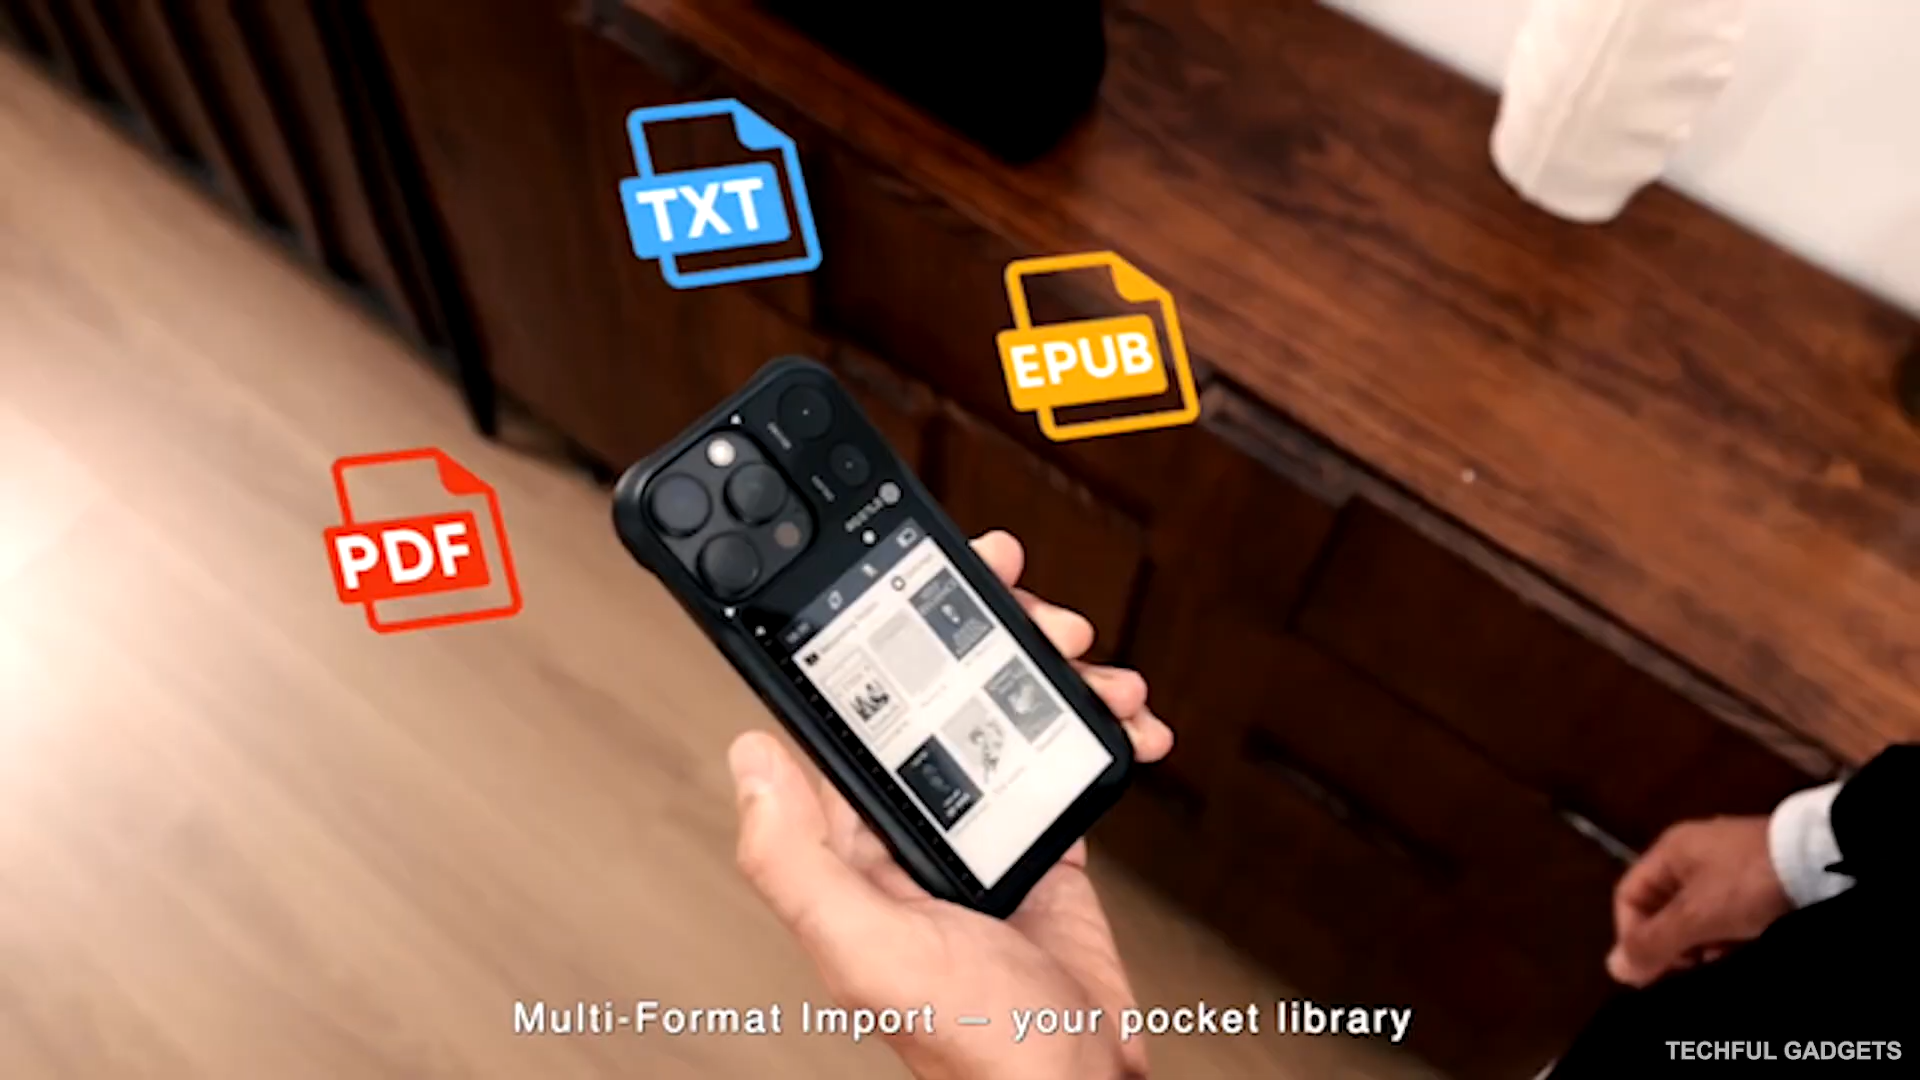 TXT
EPUB
PDF
Multi-Format Import – your pocket library
TECHFUL GADGETS